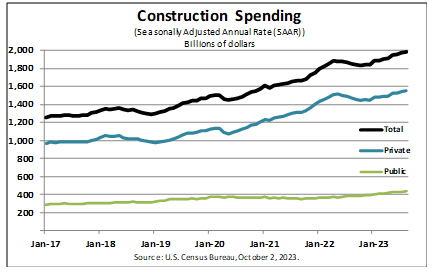 Construction Spending
(Seasonally Adjusted Annual Rate (SAAR))
Billions of dollars
2,000
1,800
1,600
1,400
1,200
1,000
800
600
400
200
Total
Private
Public
Jan-17 Jan-18 Jan-19 Jan-20 Jan-21 Jan-22 Jan-23
Source: U.S. Census Bureau, October 2, 2023.